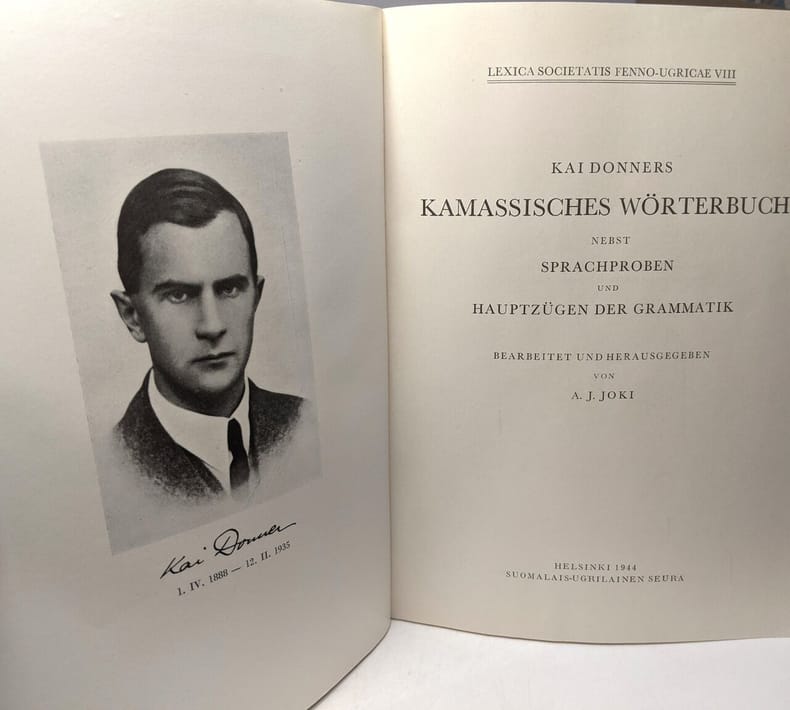 Kai Donner
1. IV. 1888 — 12. II. 1935
LEXICA SOCIETATIS FENNO-UGRICAE VIII
KAI DONNERS
KAMASSISCHES WÖRTERBUCH
NEBST
SPRACHPROBEN
UND
HAUPTZÜGEN DER GRAMMATIK
BEARBEITET UND HERAUSGEGEBEN
VON
A. J. JOKI
HELSINKI 1944
SUOMALAIS-UGRILAINEN SEURA